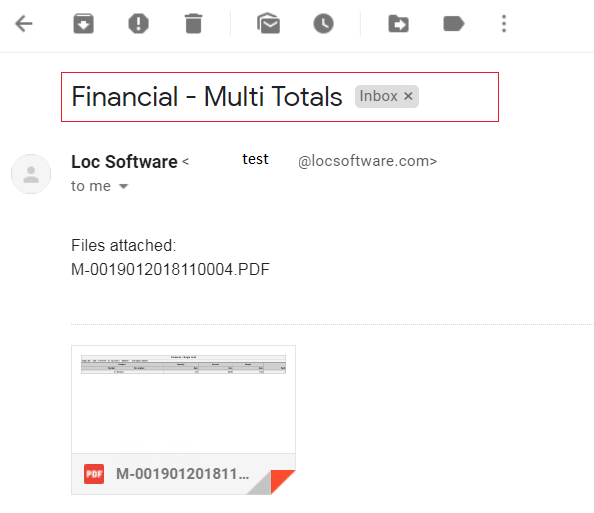 Financial - Multi Totals Inbox ×
Loc Software < test @locsoftware.com>
to me
Files attached:
M-0019012018110004.PDF
PDF M-001901201811...